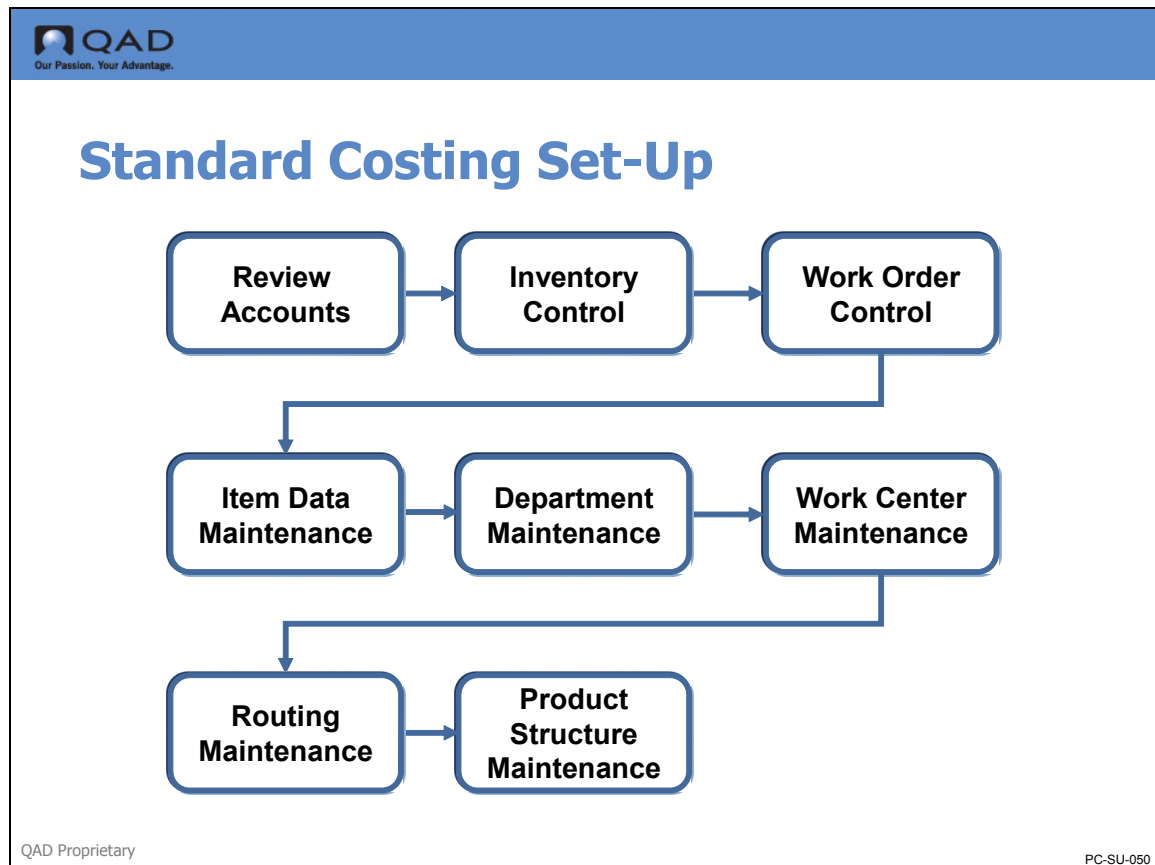 QAD
Our Passion. Your Advantage.
Standard Costing Set-Up
Review
Accounts
Inventory
Control
Work Order
Control
Item Data
Maintenance
Department
Maintenance
Work Center
Maintenance
Routing
Maintenance
Product
Structure
Maintenance
QAD Proprietary
PC-SU-050